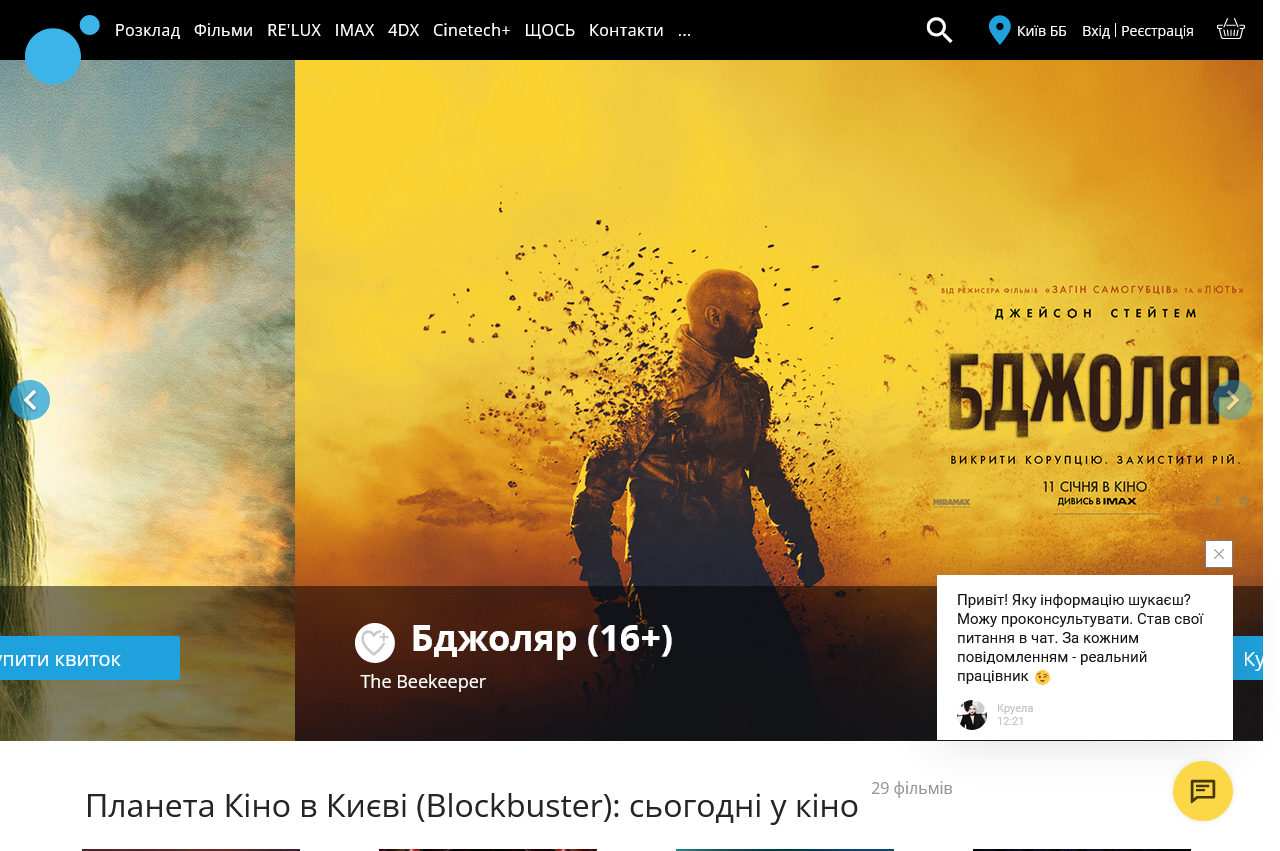 Розклад Фільми RE'LUX IMAX 4DX Cinetech+ ЩОСЬ Контакти ...
Київ ББ Вхід | Реєстрація
ВІД РЕЖИСЕРА ФІЛЬМІВ «ЗАГІН САМОГУБЦІВ» ТА «ЛЮТЬ»
ДЖЕЙСОН СТЕЙТЕМ
БДЖОЛЯР
ВИКРИТИ КОРУПЦІЮ. ЗАХИСТИТИ РІЙ.
11 СІЧНЯ В КІНО
MIRAMAX
ДИВИСЬ В IMAX
Бджоляр (16+)
The Beekeeper
упити квиток
Ку
Привіт! Яку інформацію шукаєш?
Можу проконсультувати. Став свої
питання в чат. За кожним
повідомленням - реальний
працівник 😉
Круела
12:21
Планета Кіно в Києві (Blockbuster): сьогодні у кіно
29 фільмів